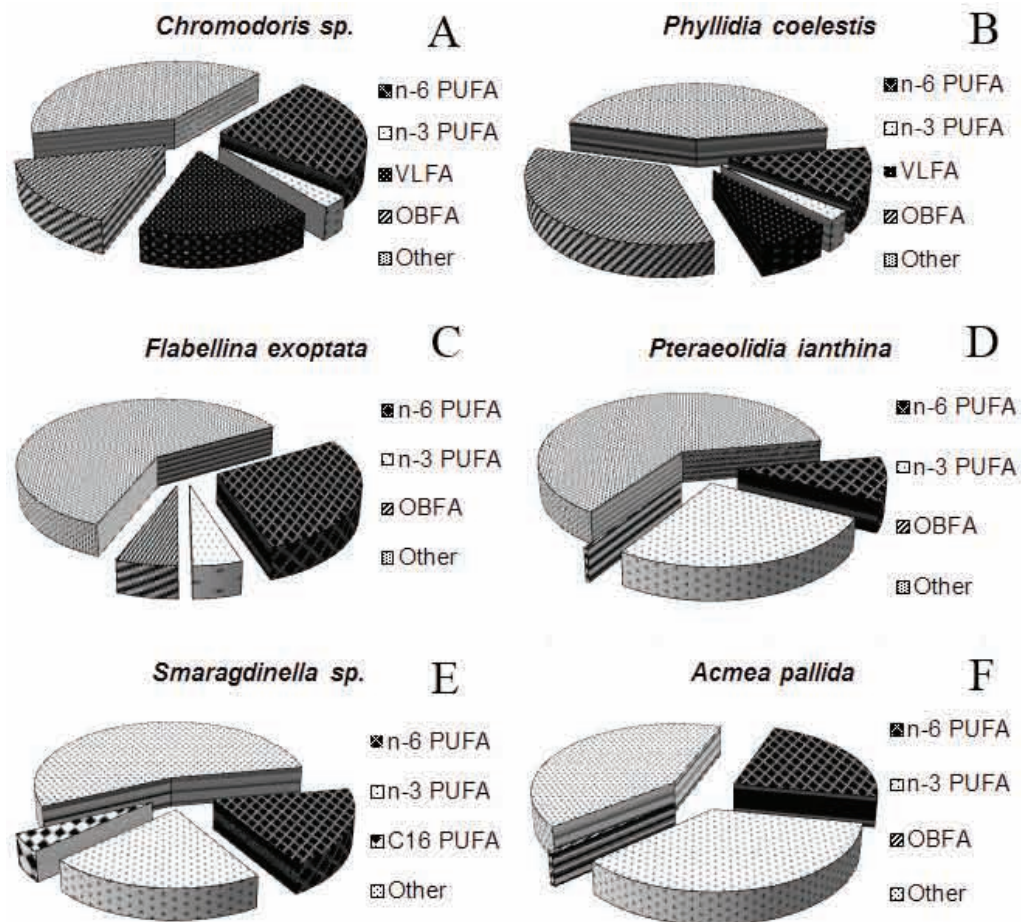 Chromodoris sp. A
n-6 PUFA
n-3 PUFA
VLFA
OBFA
Other
Phyllidia coelestis B
n-6 PUFA
n-3 PUFA
VLFA
OBFA
Other
Flabellina exoptata C
n-6 PUFA
n-3 PUFA
OBFA
Other
Pteraeolidia ianthina D
n-6 PUFA
n-3 PUFA
OBFA
Other
Smaragdinella sp. E
n-6 PUFA
n-3 PUFA
C16 PUFA
Other
Acmea pallida F
n-6 PUFA
n-3 PUFA
OBFA
Other